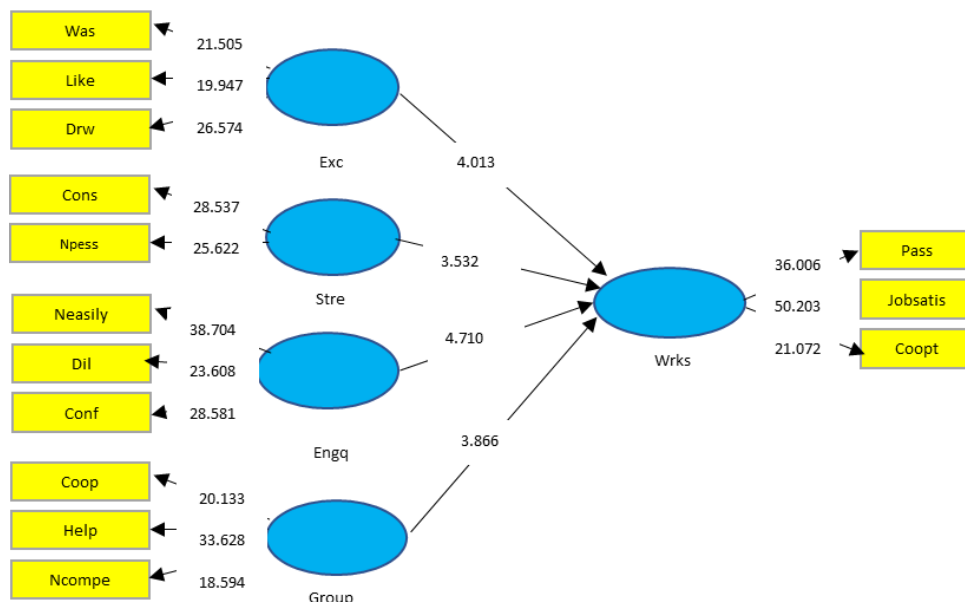 Was
21.505
Like
19.947
Drw
26.574
Exc
4.013
Cons
28.537
Npess
25.622
Stre
3.532
Neasily
38.704
Dil
23.608
Conf
28.581
Engq
4.710
Coop
20.133
Help
33.628
Ncompe
18.594
Group
3.866
Wrks
36.006
Pass
50.203
Jobsatis
21.072
Coopt